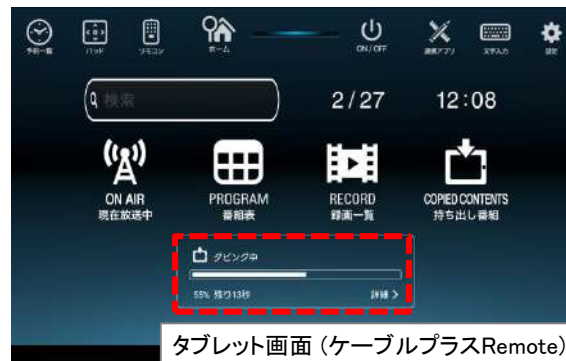 予約一覧 パッド リモコン ホーム ON/OFF 連携アプリ 文字入力 設定
検索 2/27 12:08
ON AIR PROGRAM RECORD COPIED CONTENTS
現在放送中 番組表 録画一覧 持ち出し番組
ダビング中
55% 残り13秒 詳細 >
タブレット画面 (ケーブルプラスRemote)